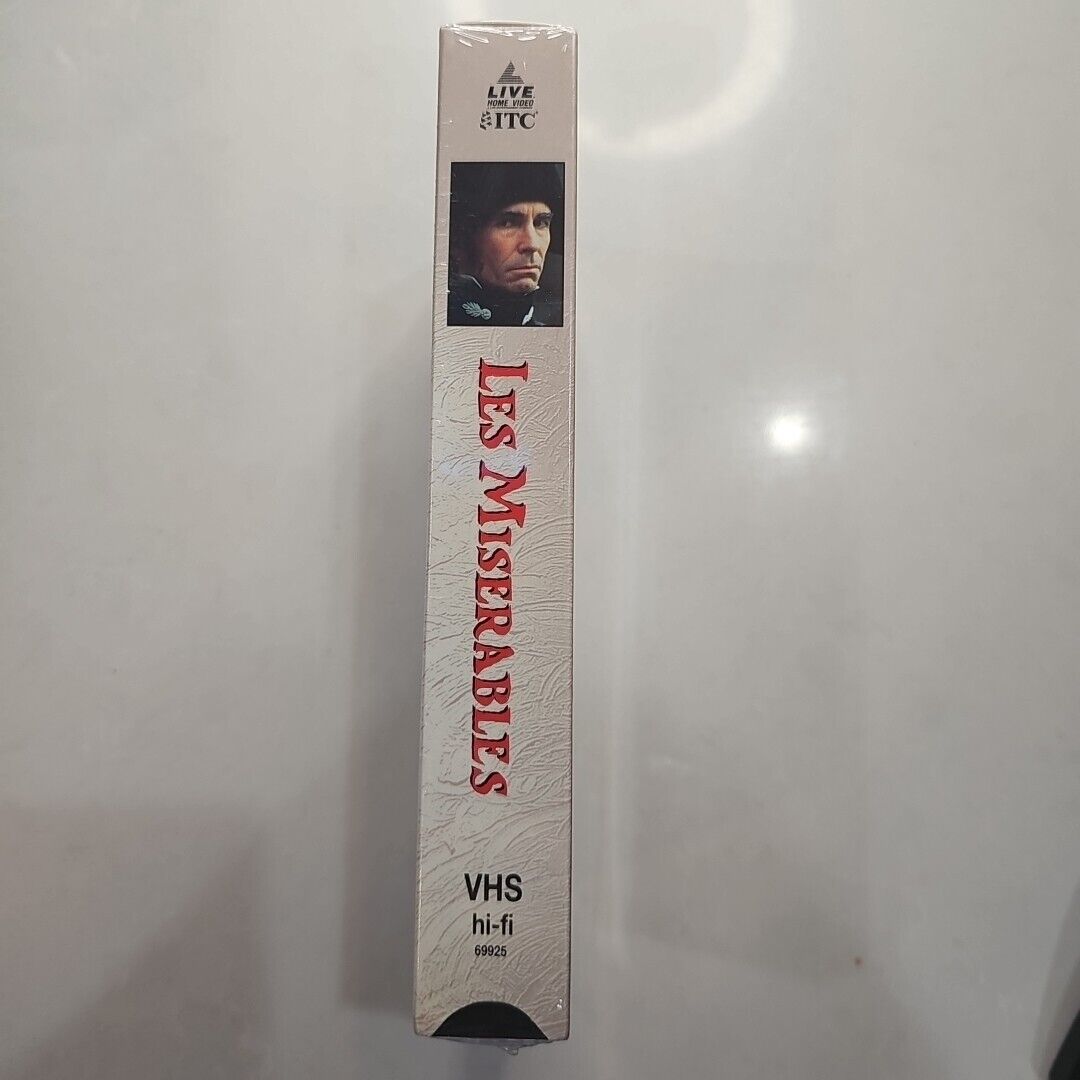 LIVE
HOME VIDEO
ITC
LES MISERABLES
VHS
hi-fi
69925